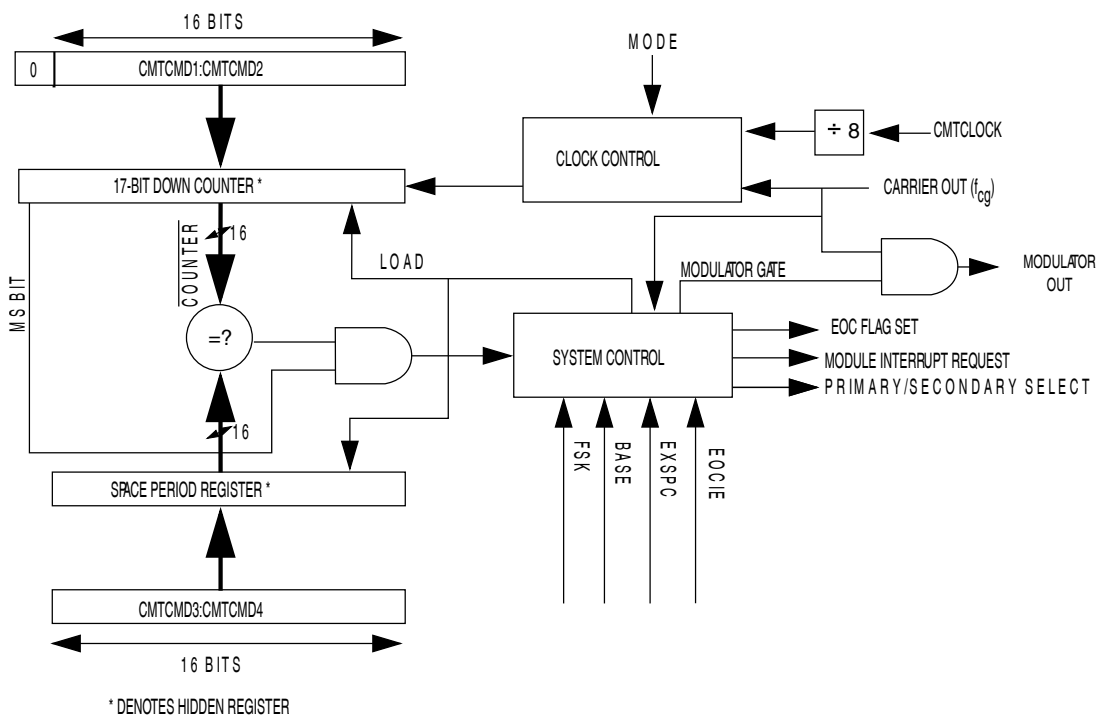 16 BITS
MODE
0
CMTCMD1:CMTCMD2
÷ 8
CMTCLOCK
CLOCK CONTROL
17-BIT DOWN COUNTER *
CARRIER OUT (fcg)
COUNTER
16
MS BIT
LOAD
MODULATOR GATE
MODULATOR
OUT
=?
SYSTEM CONTROL
EOC FLAG SET
MODULE INTERRUPT REQUEST
PRIMARY/SECONDARY SELECT
16
FSK
BASE
EXSPC
EOCIE
SPACE PERIOD REGISTER *
CMTCMD3:CMTCMD4
16 BITS
* DENOTES HIDDEN REGISTER